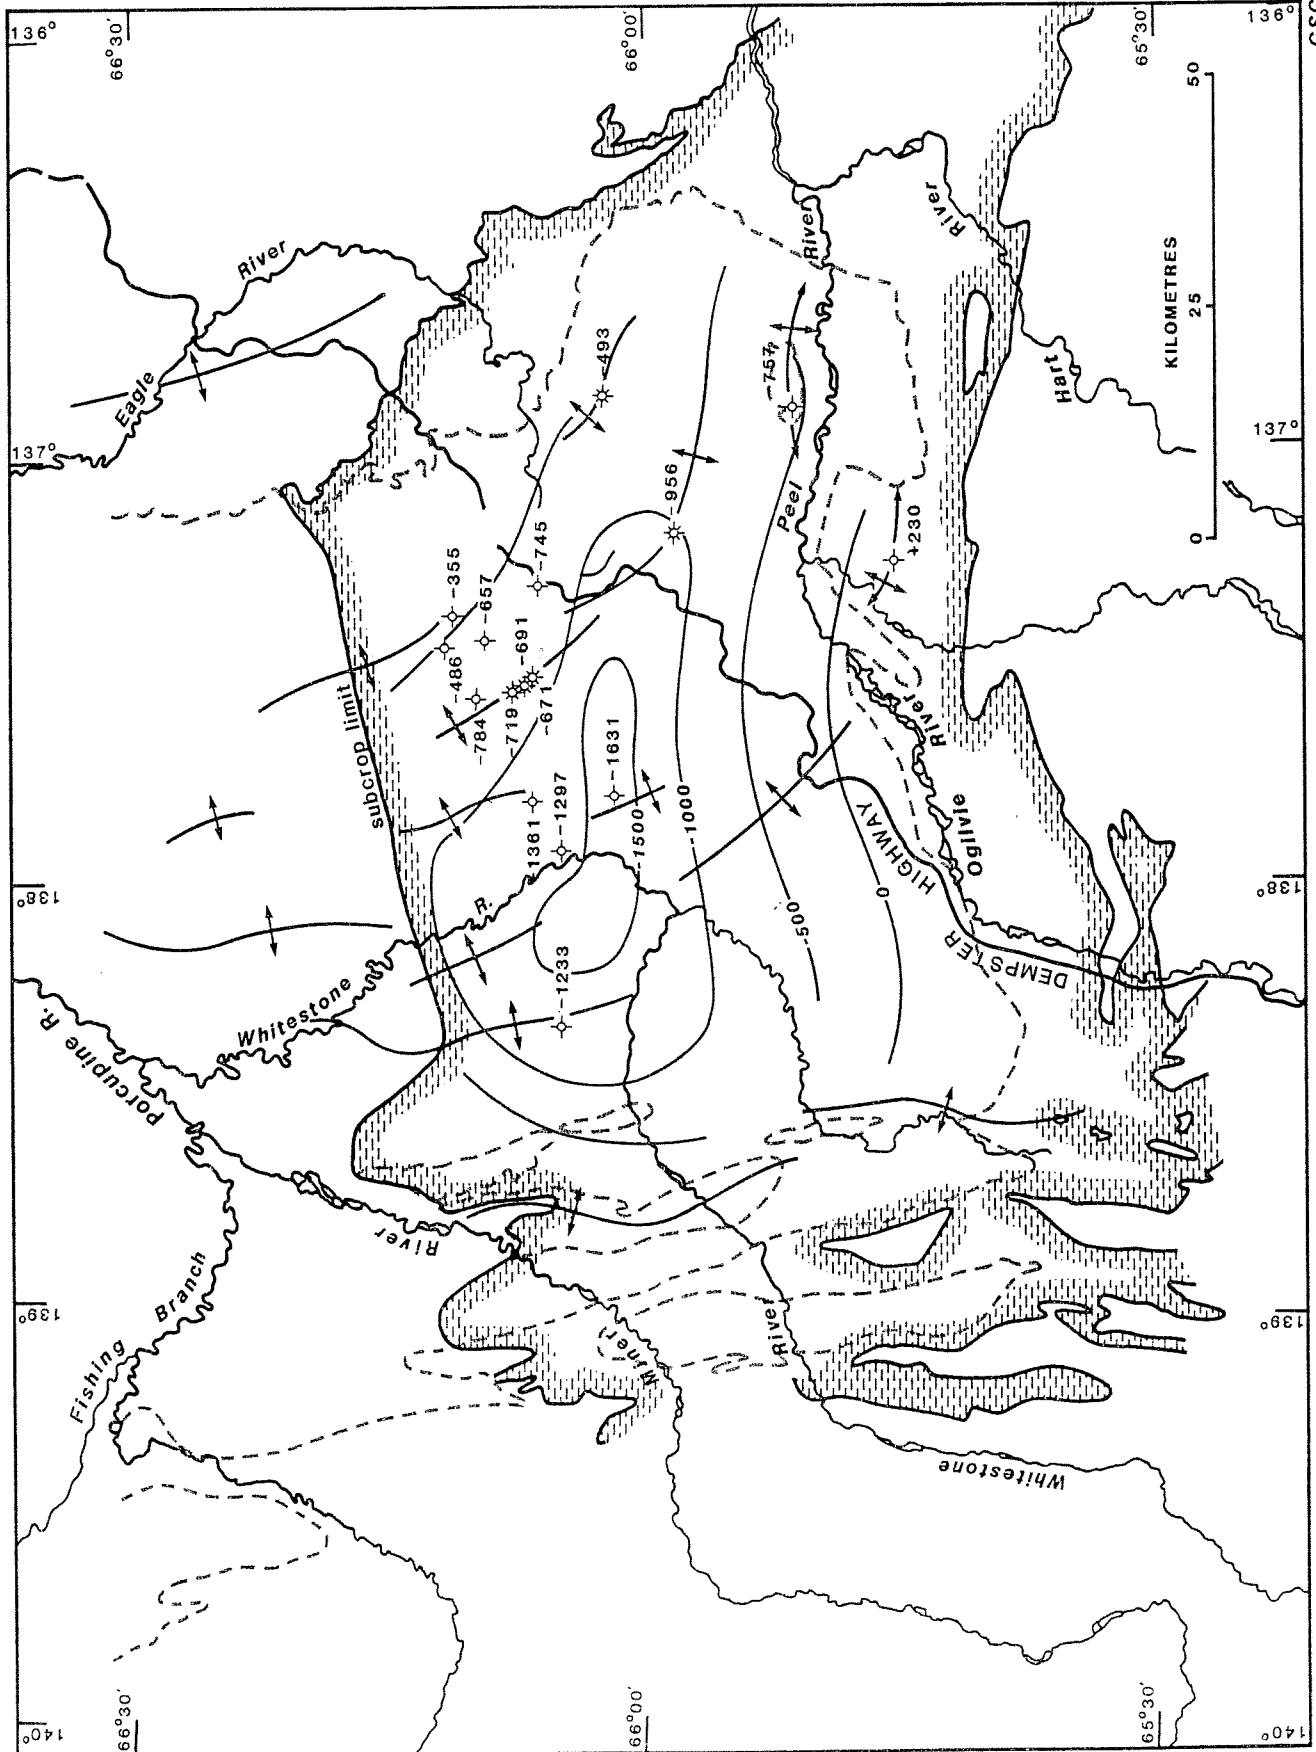 136°
66°30'
66°00'
65°30'
136°
50
25
0
KILOMETRES
River
Eagle
River
River
Hart
137°
137°
Peel
-493
-757?
-956
+230
-745
-355
-657
-691
-486
-784
-719
-671
-1631
-1297
-1361
-1233
subcrop limit
-1500
-1000
-500
0
HIGHWAY
DEMPSTER
River
Ogilvie
138°
138°
R.
Whitestone
Porcupine R.
River
Branch
Fishing
Miner
River
Whitestone
139°
139°
140°
66°30'
66°00'
65°30'
140°